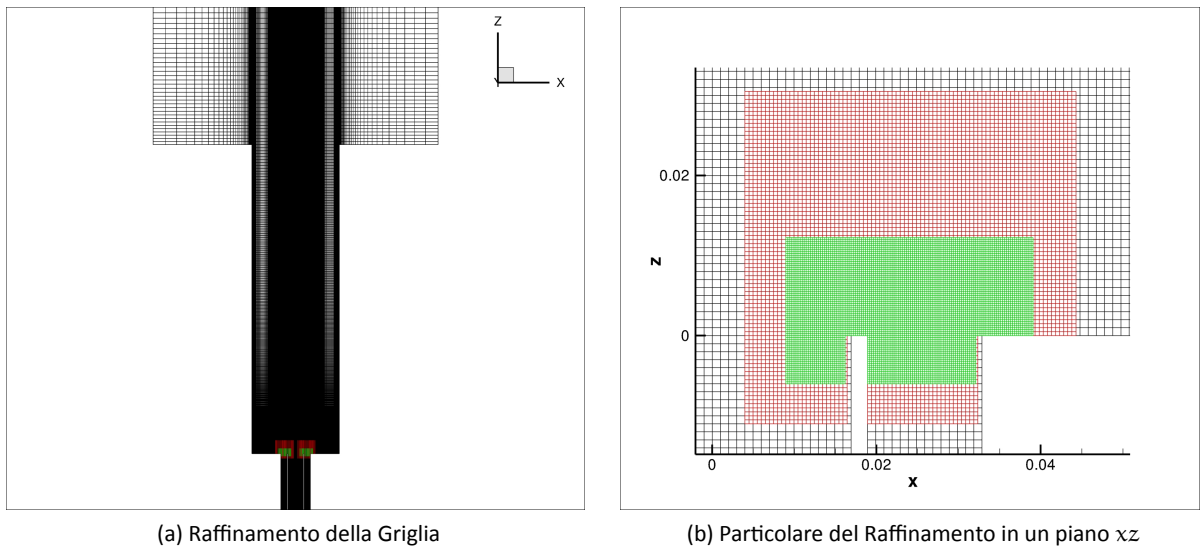 Z
Y
X
0.02
z
0
0
0.02
0.04
x
(a) Raffinamento della Griglia
(b) Particolare del Raffinamento in un piano xz